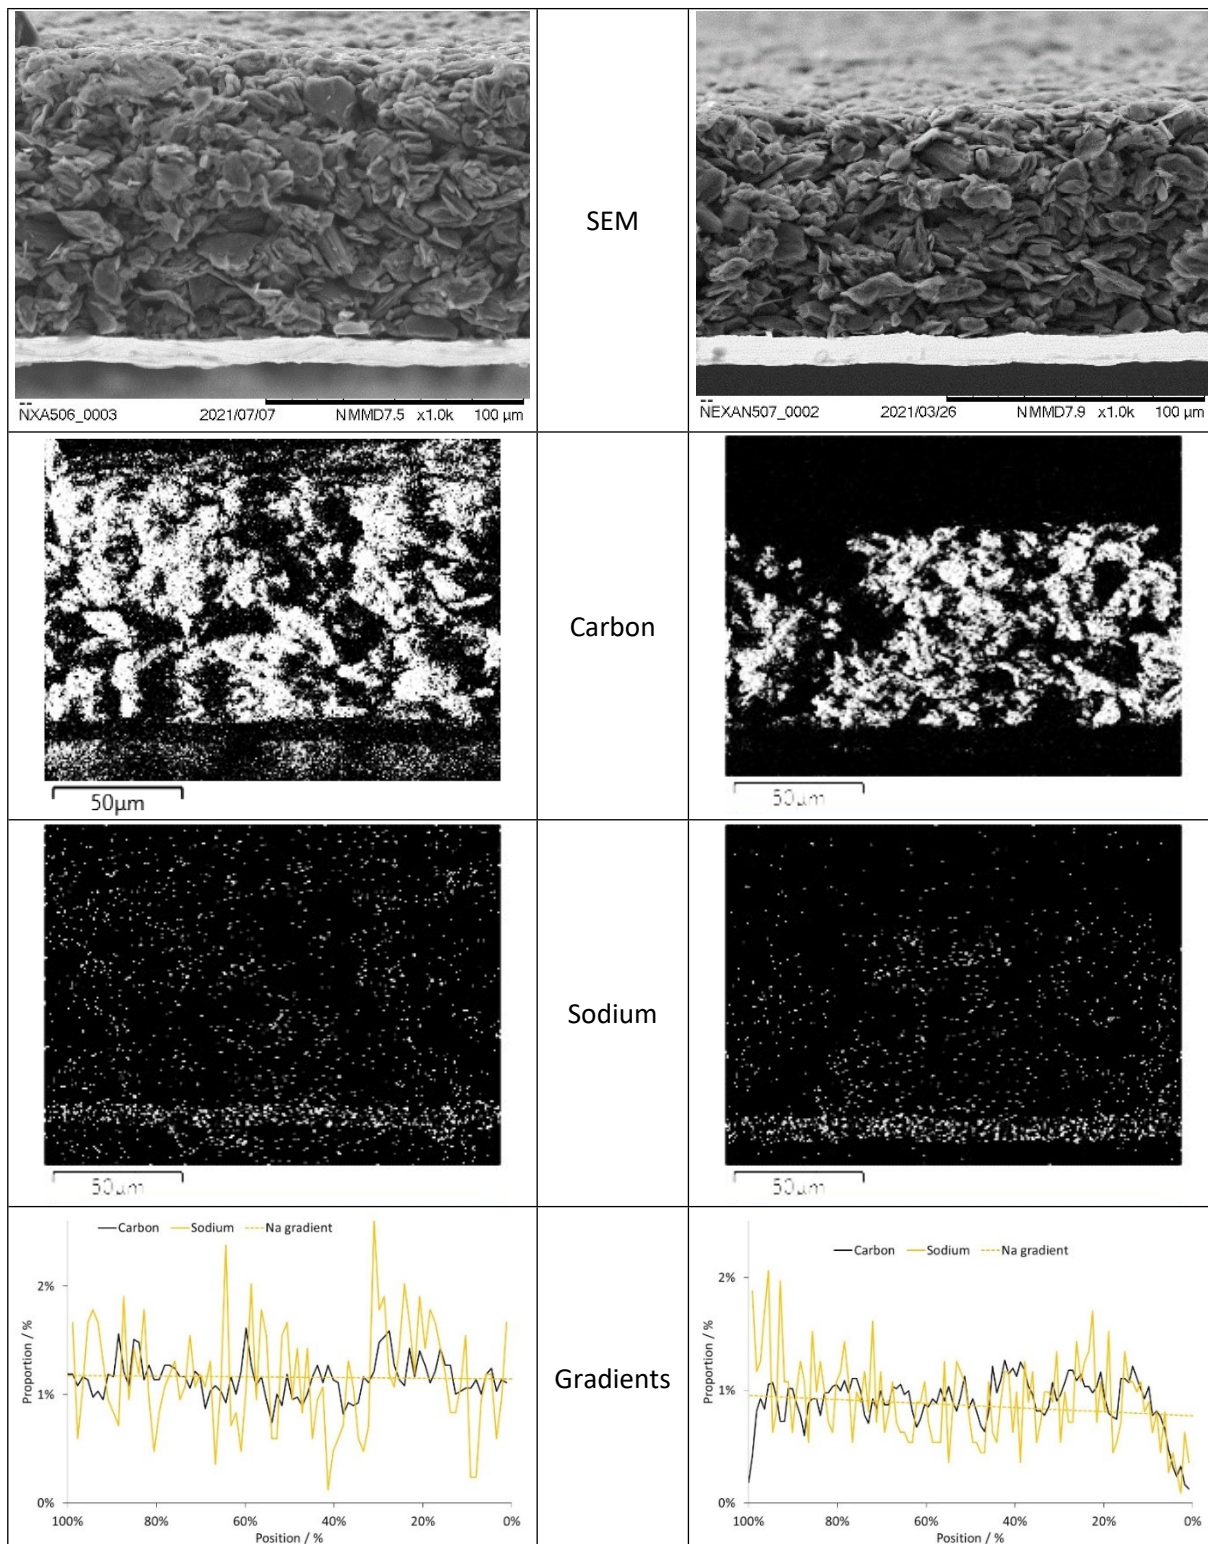 NXA506_0003 2021/07/07 NMMD7.5 x1.0k 100 µm
SEM
NEXAN507_0002 2021/03/26 NMMD7.9 x1.0k 100 µm
50µm
Carbon
50µm
50µm
Sodium
50µm
Carbon Sodium Na gradient
2%
1%
0%
Proportion / %
100% 80% 60% 40% 20% 0%
Position / %
Gradients
Carbon Sodium Na gradient
2%
1%
0%
Proportion / %
100% 80% 60% 40% 20% 0%
Position / %